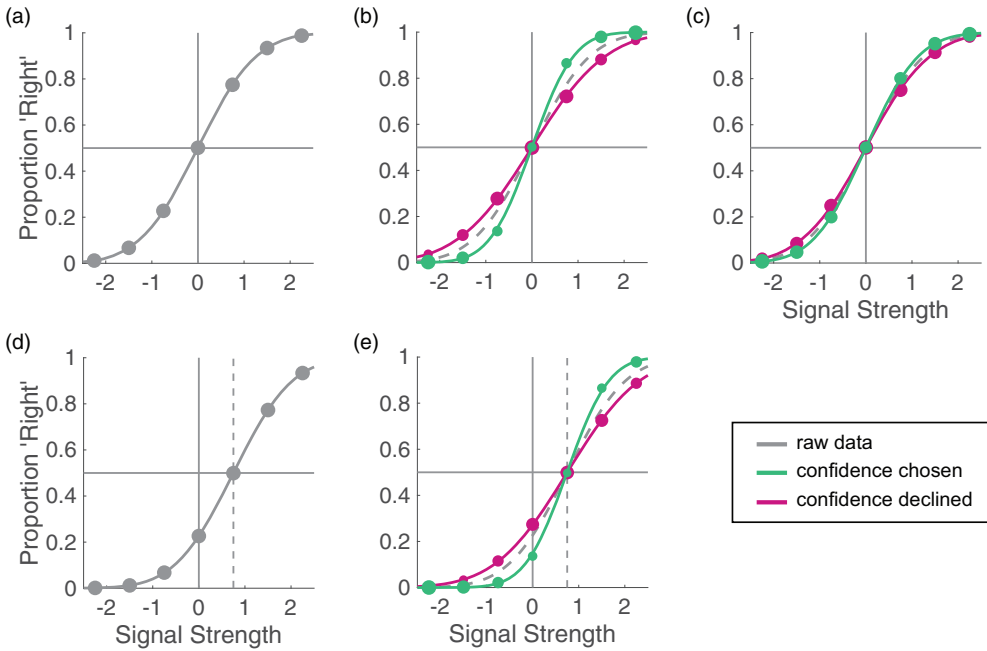 (a)
Proportion 'Right'
1
0.8
0.6
0.4
0.2
0
-2 -1 0 1 2
(b)
1
0.8
0.6
0.4
0.2
0
-2 -1 0 1 2
(c)
1
0.8
0.6
0.4
0.2
0
-2 -1 0 1 2
Signal Strength
(d)
Proportion 'Right'
1
0.8
0.6
0.4
0.2
0
-2 -1 0 1 2
Signal Strength
(e)
1
0.8
0.6
0.4
0.2
0
-2 -1 0 1 2
Signal Strength
raw data
confidence chosen
confidence declined